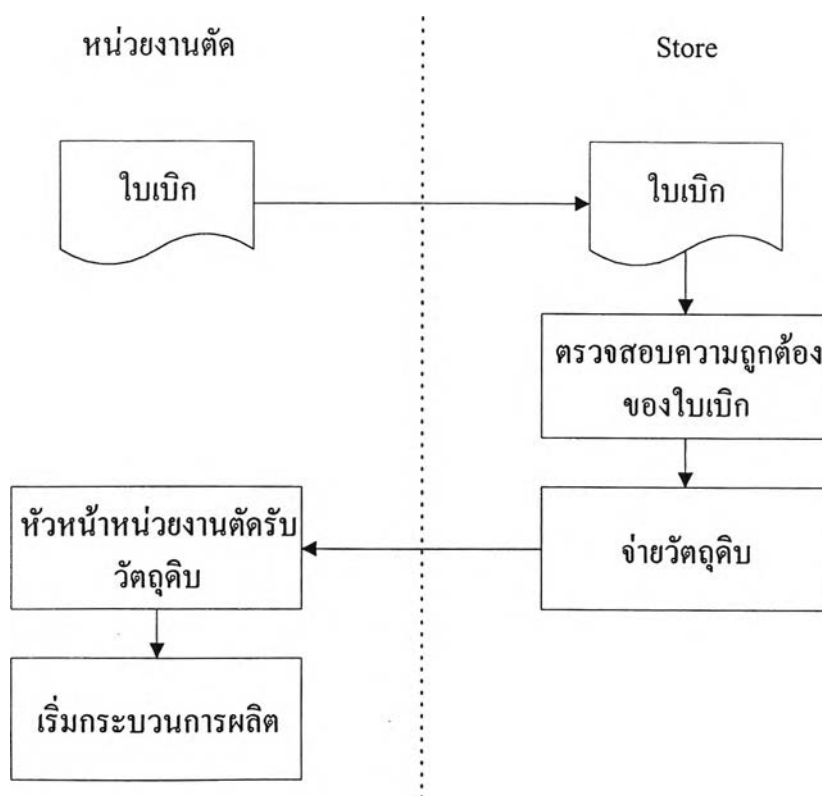 หน่วยงานตัด
Store
ใบเบิก
ใบเบิก
ตรวจสอบความถูกต้อง
ของใบเบิก
จ่ายวัตถุดิบ
หัวหน้าหน่วยงานตัดรับ
วัตถุดิบ
เริ่มกระบวนการผลิต